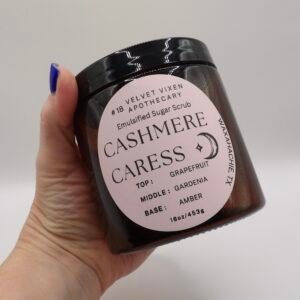 #18 VELVET VIXEN
APOTHECARY
Emulsified Sugar Scrub
CASHMERE
CARESS
TOP: GRAPEFRUIT
MIDDLE: GARDENIA
BASE: AMBER
16oz/453g
WAXAHACHIE, TX